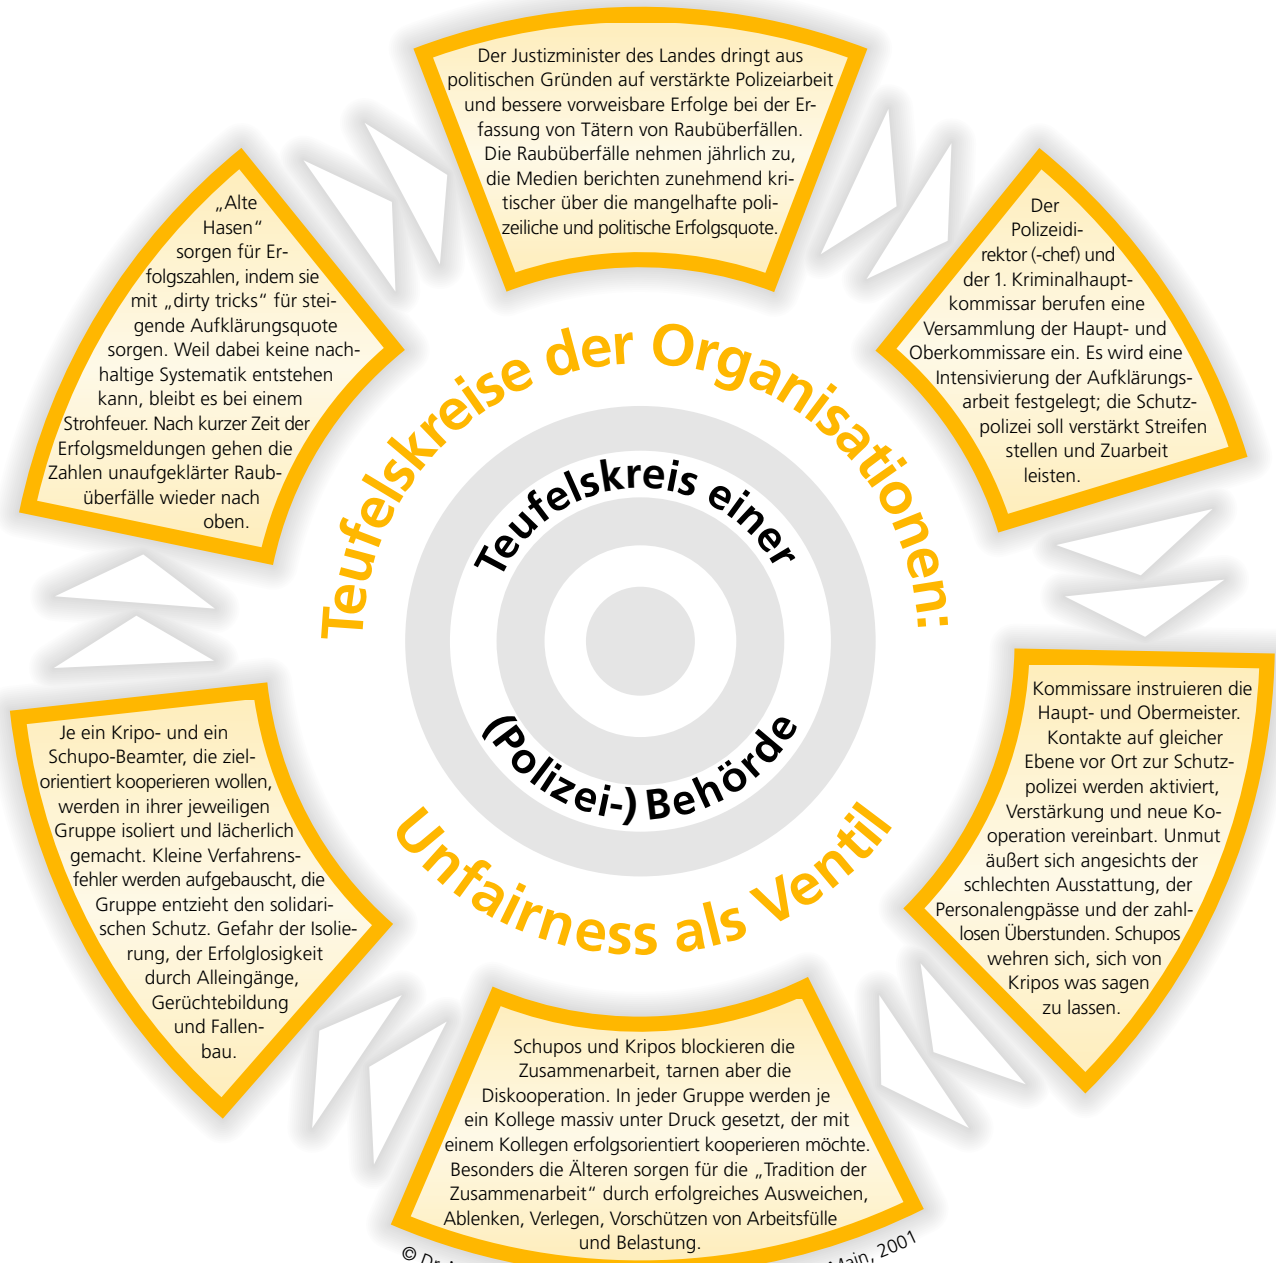 Der Justizminister des Landes dringt aus
politischen Gründen auf verstärkte Polizeiarbeit
und bessere vorweisbare Erfolge bei der Er-
fassung von Tätern von Raubüberfällen.
Die Raubüberfälle nehmen jährlich zu,
die Medien berichten zunehmend kri-
tischer über die mangelhafte poli-
zeiliche und politische Erfolgsquote.
Der
Polizeidi-
rektor (-chef) und
der 1. Kriminalhaupt-
kommissar berufen eine
Versammlung der Haupt- und
Oberkommissare ein. Es wird eine
Intensivierung der Aufklärungs-
arbeit festgelegt; die Schutz-
polizei soll verstärkt Streifen
stellen und Zuarbeit
leisten.
Kommissare instruieren die
Haupt- und Obermeister.
Kontakte auf gleicher
Ebene vor Ort zur Schutz-
polizei werden aktiviert,
Verstärkung und neue Ko-
operation vereinbart. Unmut
äußert sich angesichts der
schlechten Ausstattung, der
Personalengpässe und der zahl-
losen Überstunden. Schupos
wehren sich, sich von
Kripos was sagen
zu lassen.
Schupos und Kripos blockieren die
Zusammenarbeit, tarnen aber die
Diskooperation. In jeder Gruppe werden je
ein Kollege massiv unter Druck gesetzt, der mit
einem Kollegen erfolgsorientiert kooperieren möchte.
Besonders die Älteren sorgen für die „Tradition der
Zusammenarbeit“ durch erfolgreiches Ausweichen,
Ablenken, Verlegen, Vorschützen von Arbeitsfülle
und Belastung.
Je ein Kripo- und ein
Schupo-Beamter, die ziel-
orientiert kooperieren wollen,
werden in ihrer jeweiligen
Gruppe isoliert und lächerlich
gemacht. Kleine Verfahrens-
fehler werden aufgebauscht, die
Gruppe entzieht den solidari-
schen Schutz. Gefahr der Isolie-
rung, der Erfolglosigkeit
durch Alleingänge,
Gerüchtebildung
und Fallen-
bau.
„Alte
Hasen“
sorgen für Er-
folgszahlen, indem sie
mit „dirty tricks“ für stei-
gende Aufklärungsquote
sorgen. Weil dabei keine nach-
haltige Systematik entstehen
kann, bleibt es bei einem
Strohfeuer. Nach kurzer Zeit der
Erfolgsmeldungen gehen die
Zahlen unaufgeklärter Raub-
überfälle wieder nach
oben.
Teufelskreise der Organisationen:
Teufelskreis einer
(Polizei-) Behörde
Unfairness als Ventil
© Dr. Main, 2001